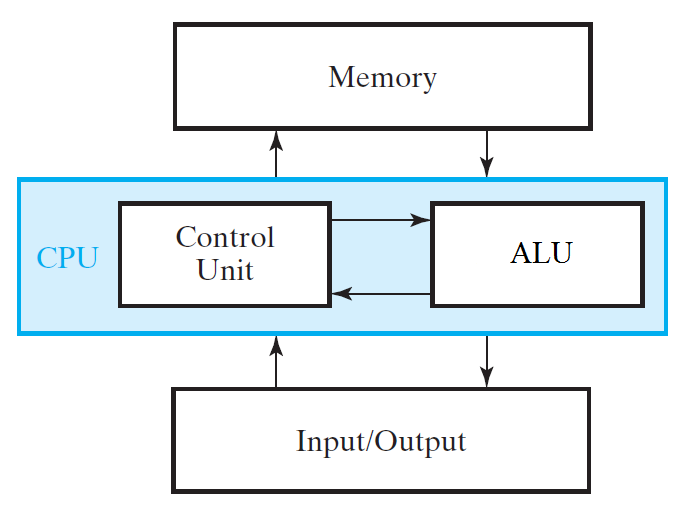 Memory
CPU
Control
Unit
ALU
Input/Output